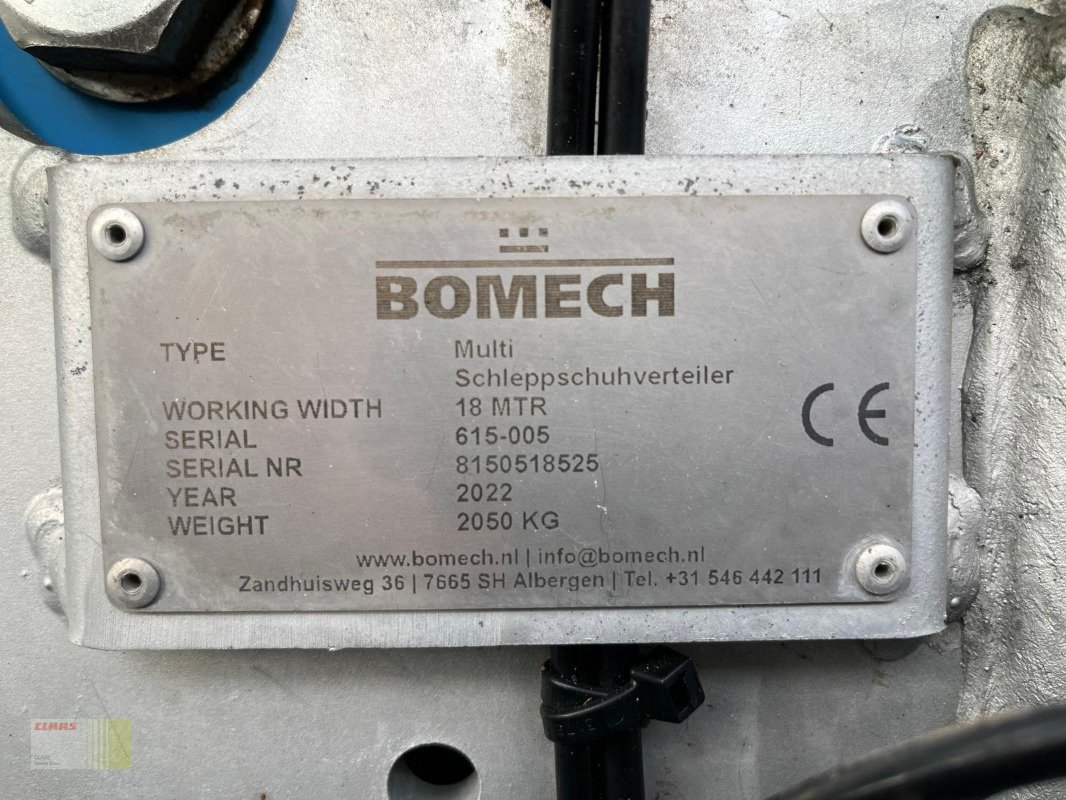 BOMECH
TYPE Multi
Schleppschuhverteiler
WORKING WIDTH 18 MTR
SERIAL 615-005
SERIAL NR 8150518525
YEAR 2022
WEIGHT 2050 KG
CE
www.bomech.nl | info@bomech.nl
Zandhuisweg 36 | 7665 SH Albergen | Tel. +31 546 442 111
CLAAS
CLAAS